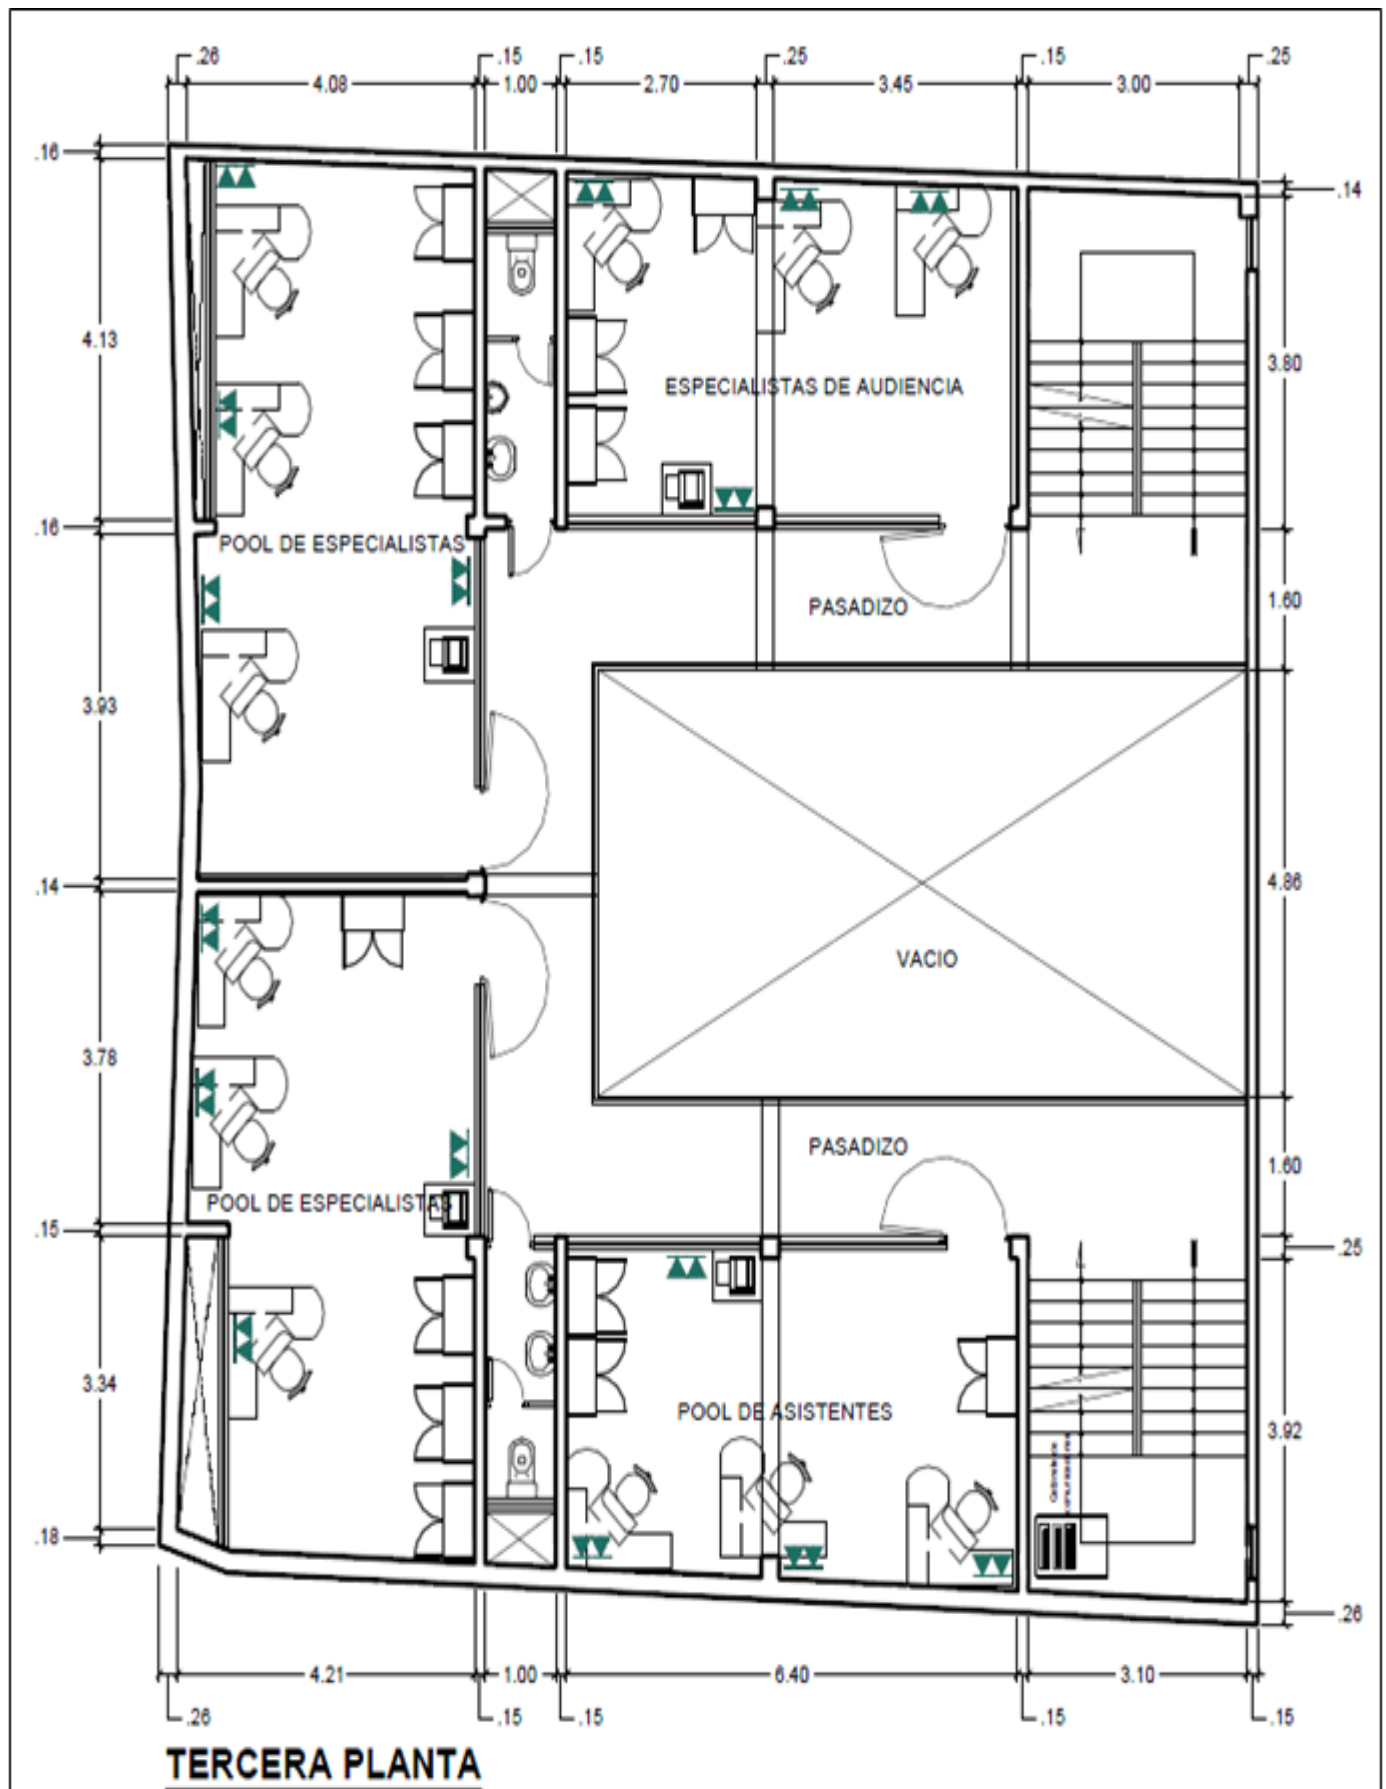 .26 .15 .15 .25 .15 .25
4.08 1.00 2.70 3.45 3.00
.16
.14
4.13
3.80
ESPECIALISTAS DE AUDIENCIA
.16
POOL DE ESPECIALISTAS
PASADIZO
1.60
3.93
.14
4.86
VACIO
3.78
PASADIZO
1.60
POOL DE ESPECIALISTAS
.15
.25
3.34
POOL DE ASISTENTES
3.92
.18
.26
4.21 1.00 6.40 3.10
.26 .15 .15 .15 .15
TERCERA PLANTA